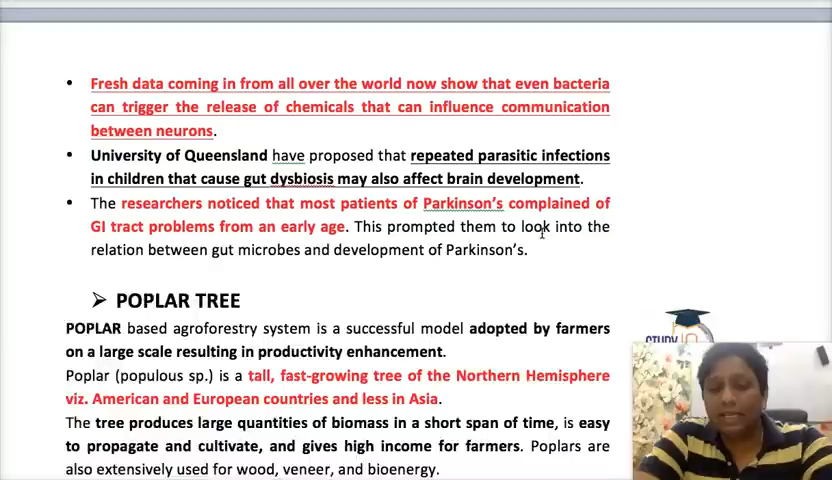 • Fresh data coming in from all over the world now show that even bacteria
can trigger the release of chemicals that can influence communication
between neurons.
• University of Queensland have proposed that repeated parasitic infections
in children that cause gut dysbiosis may also affect brain development.
• The researchers noticed that most patients of Parkinson's complained of
GI tract problems from an early age. This prompted them to look into the
relation between gut microbes and development of Parkinson's.
➢ POPLAR TREE
POPLAR based agroforestry system is a successful model adopted by farmers
on a large scale resulting in productivity enhancement.
Poplar (populous sp.) is a tall, fast-growing tree of the Northern Hemisphere
viz. American and European countries and less in Asia.
The tree produces large quantities of biomass in a short span of time, is easy
to propagate and cultivate, and gives high income for farmers. Poplars are
also extensively used for wood, veneer, and bioenergy.
STUDY